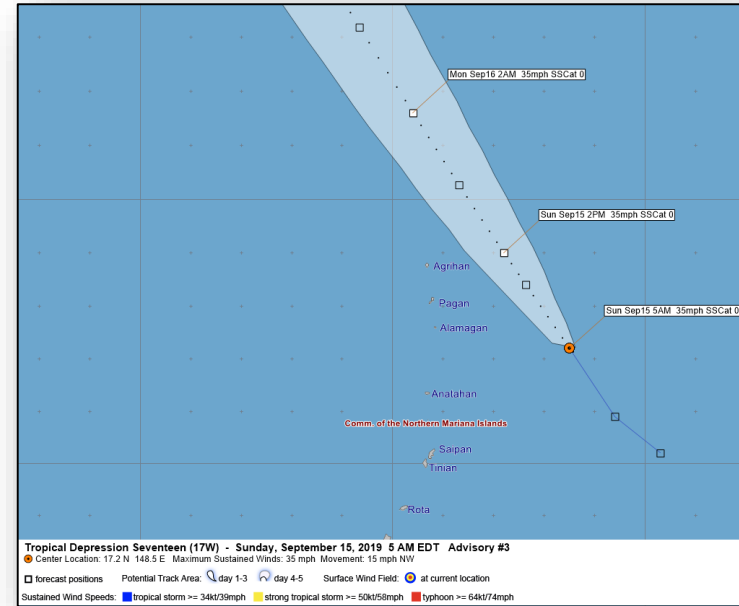 Mon Sep16 2AM 35mph SSCat 0
Sun Sep15 2PM 35mph SSCat 0
Agrihan
Pagan
Alamagan
Sun Sep15 5AM 35mph SSCat 0
Anatahan
Comm. of the Northern Mariana Islands
Saipan
Tinian
Rota
Tropical Depression Seventeen (17W) - Sunday, September 15, 2019 5 AM EDT Advisory #3
Center Location: 17.2 N 148.5 E Maximum Sustained Winds: 35 mph Movement: 15 mph NW
forecast positions Potential Track Area: day 1-3 day 4-5 Surface Wind Field: at current location
Sustained Wind Speeds: tropical storm >= 34kt/39mph strong tropical storm >= 50kt/58mph typhoon >= 64kt/74mph